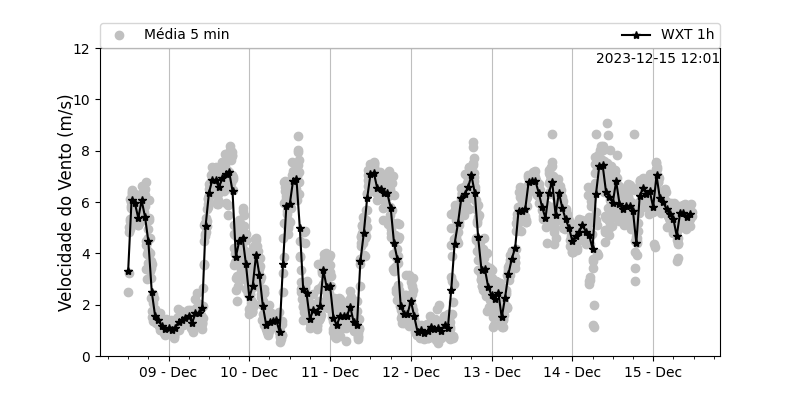 Média 5 min WXT 1h
2023-12-15 12:01
Velocidade do Vento (m/s)
12
10
8
6
4
2
0
09 - Dec 10 - Dec 11 - Dec 12 - Dec 13 - Dec 14 - Dec 15 - Dec